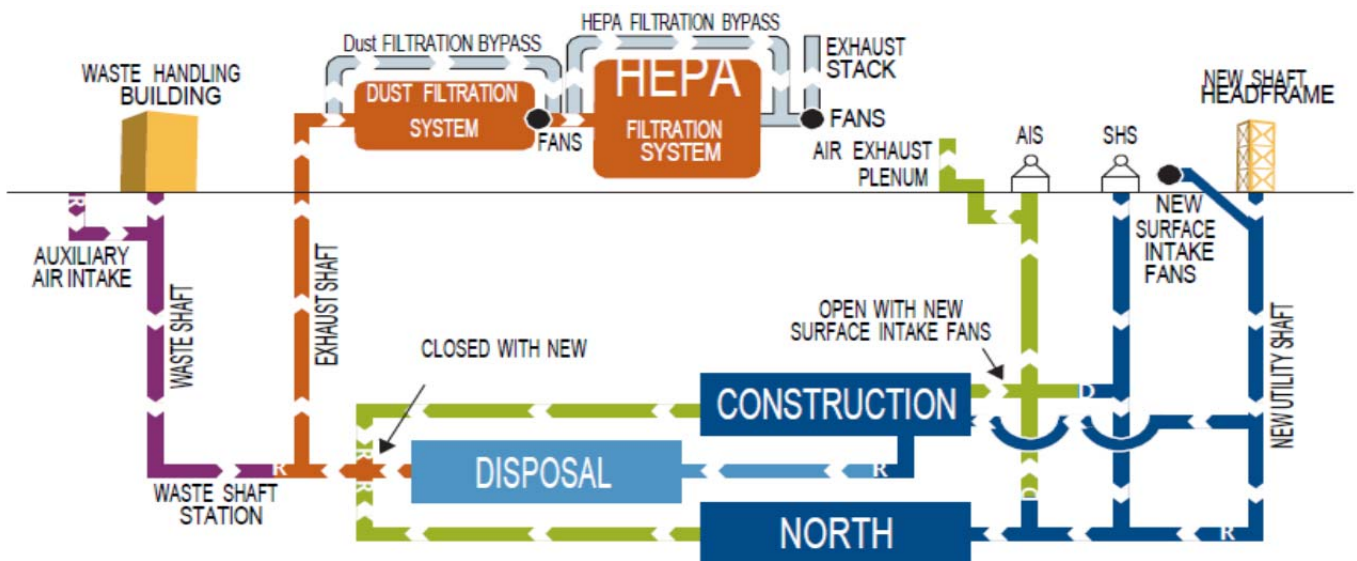 HEPA FILTRATION BYPASS
Dust FILTRATION BYPASS
WASTE HANDLING
BUILDING
DUST FILTRATION
SYSTEM
FANS
HEPA
FILTRATION
SYSTEM
EXHAUST
STACK
FANS
AIR EXHAUST
PLENUM
AIS
SHS
NEW SHAFT
HEADFRAME
R
AUXILIARY
AIR INTAKE
WASTE SHAFT
EXHAUST SHAFT
NEW
SURFACE
INTAKE
FANS
NEW UTILITY SHAFT
OPEN WITH NEW
SURFACE INTAKE FANS
CLOSED WITH NEW
CONSTRUCTION
D
R
R
R
DISPOSAL
R
WASTE SHAFT
STATION
NORTH
C
R